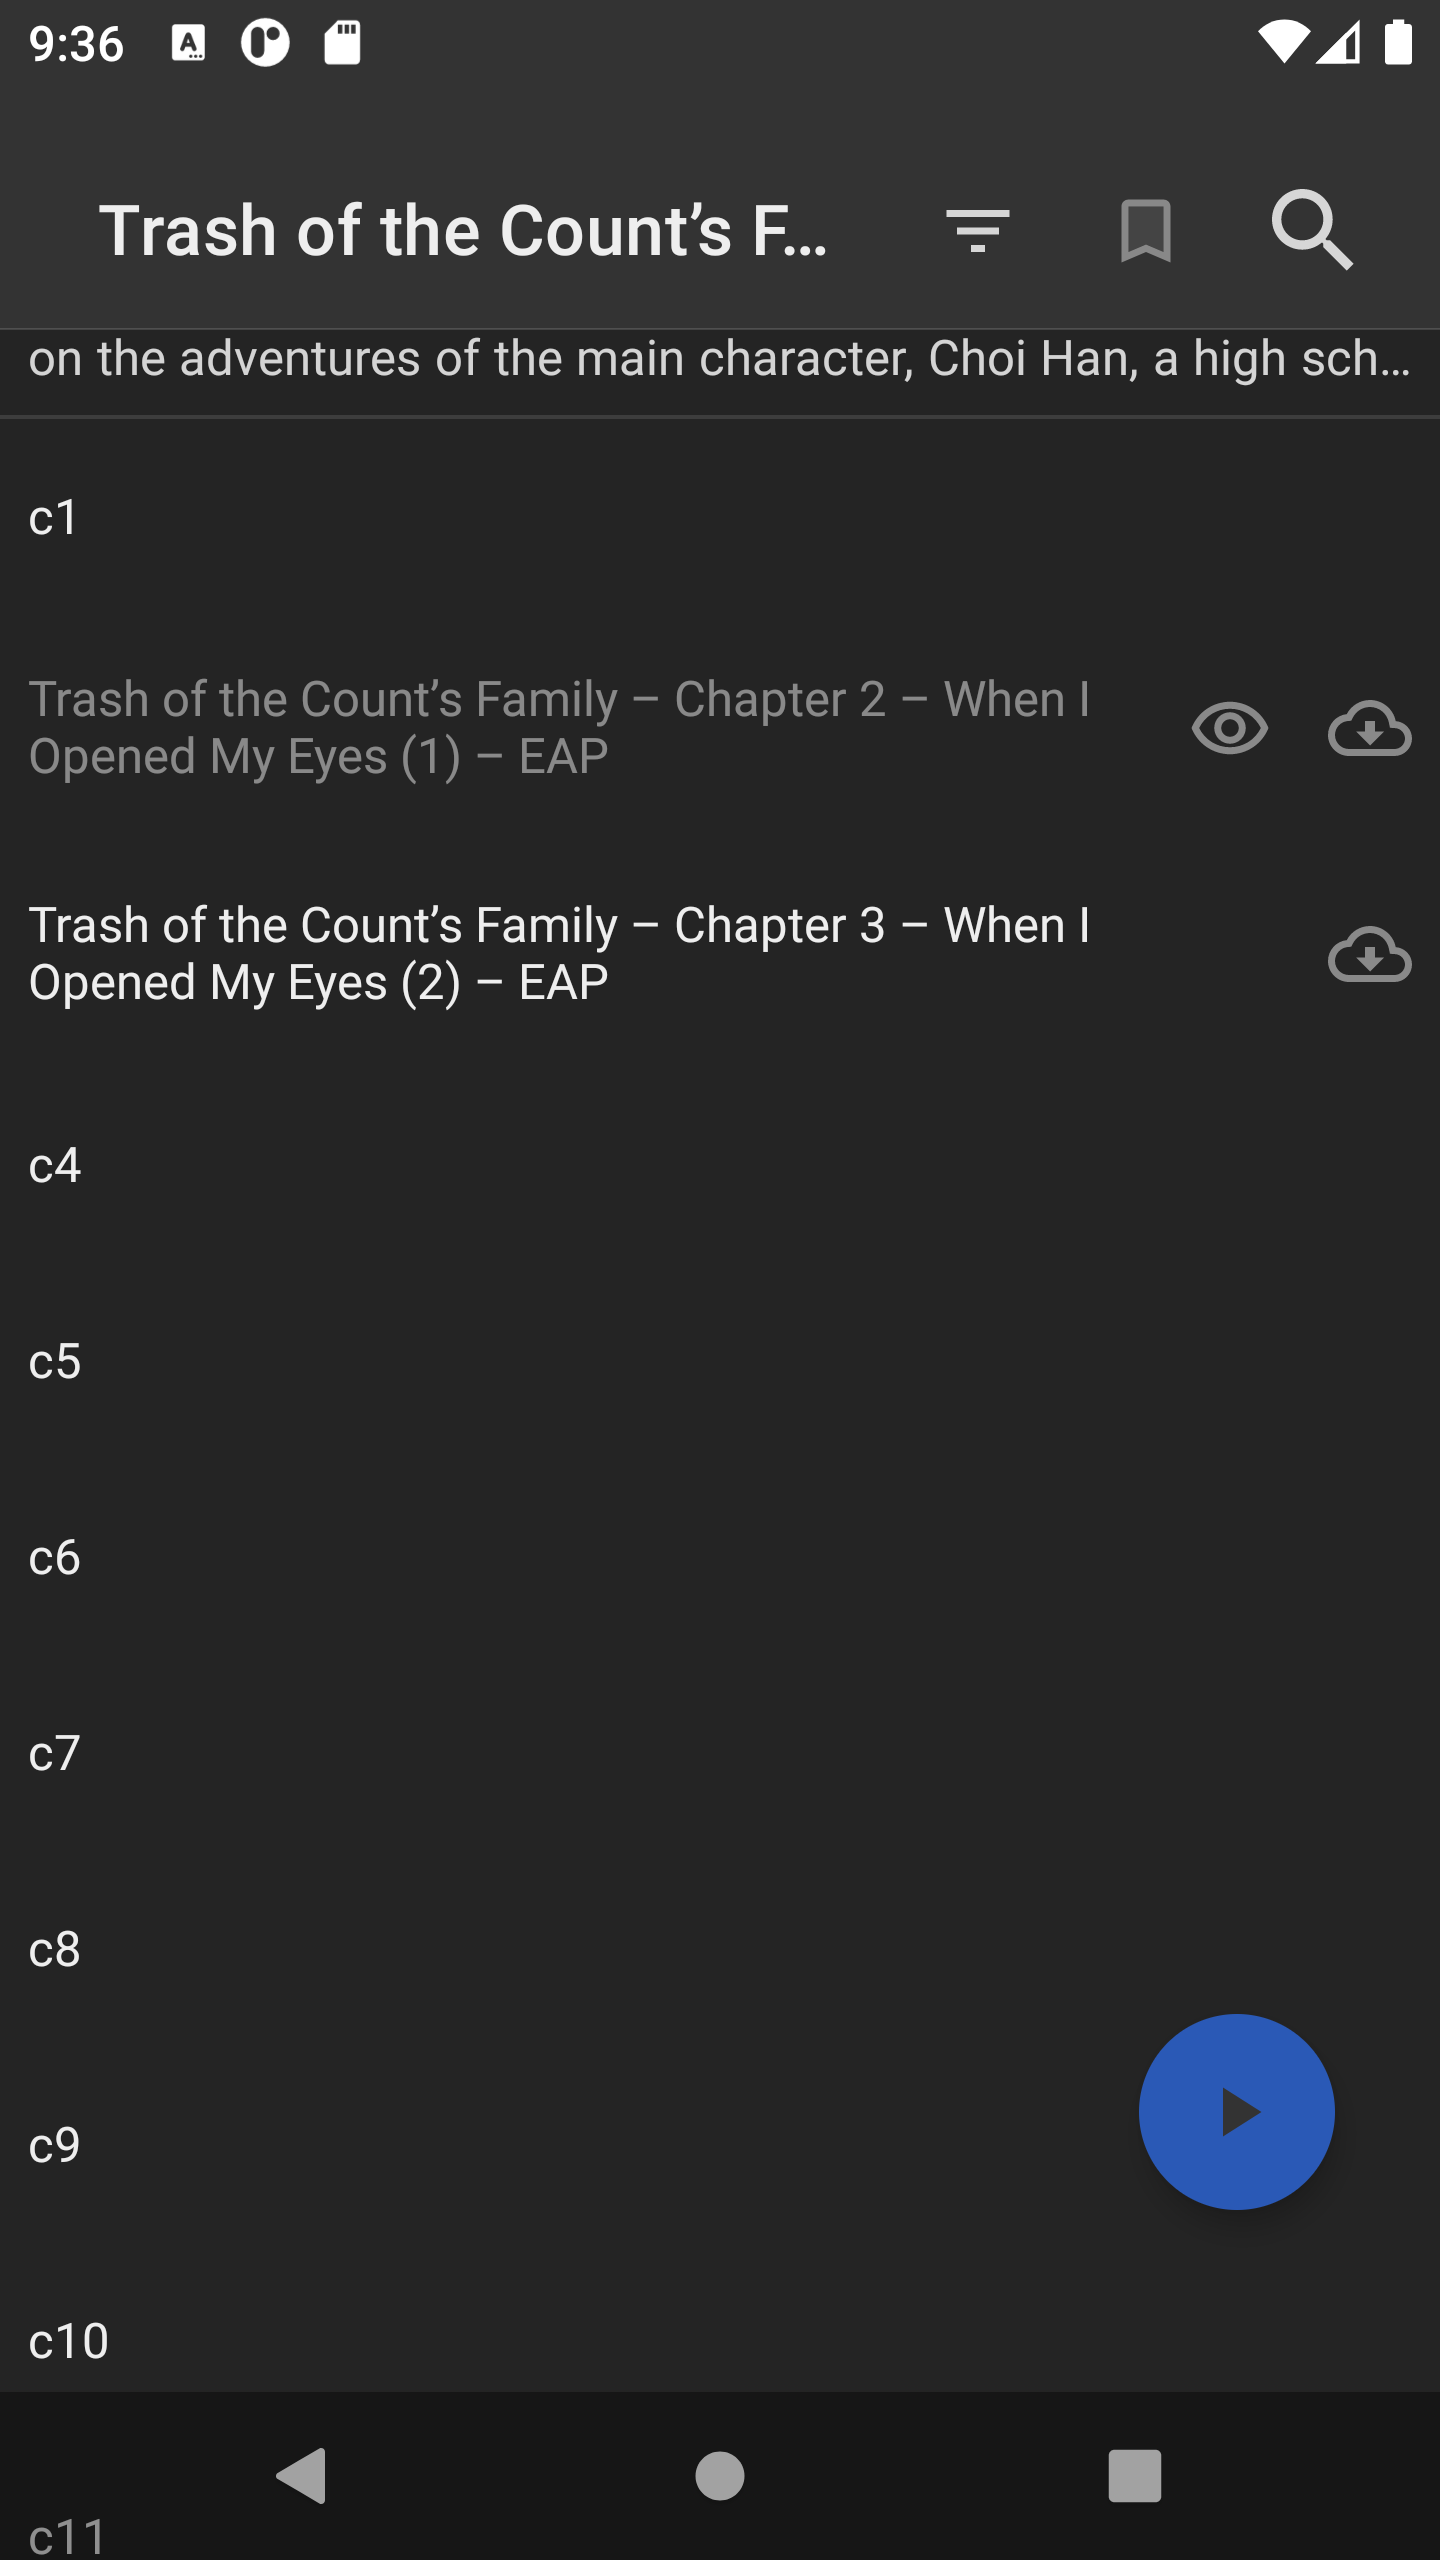 9:36
Trash of the Count’s F...
on the adventures of the main character, Choi Han, a high sch...
c1
Trash of the Count’s Family – Chapter 2 – When I
Opened My Eyes (1) – EAP
Trash of the Count’s Family – Chapter 3 – When I
Opened My Eyes (2) – EAP
c4
c5
c6
c7
c8
c9
c10
c11